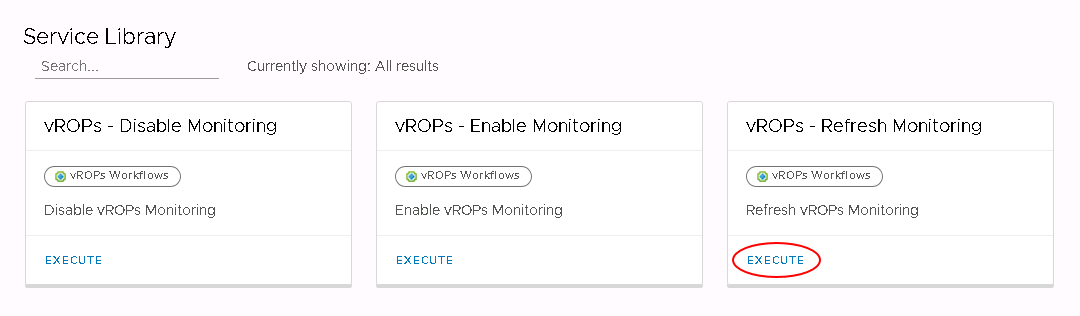 Service Library
Search...
Currently showing: All results
vROPs - Disable Monitoring
vROPs Workflows
Disable vROPs Monitoring
EXECUTE
vROPs - Enable Monitoring
vROPs Workflows
Enable vROPs Monitoring
EXECUTE
vROPs - Refresh Monitoring
vROPs Workflows
Refresh vROPs Monitoring
EXECUTE